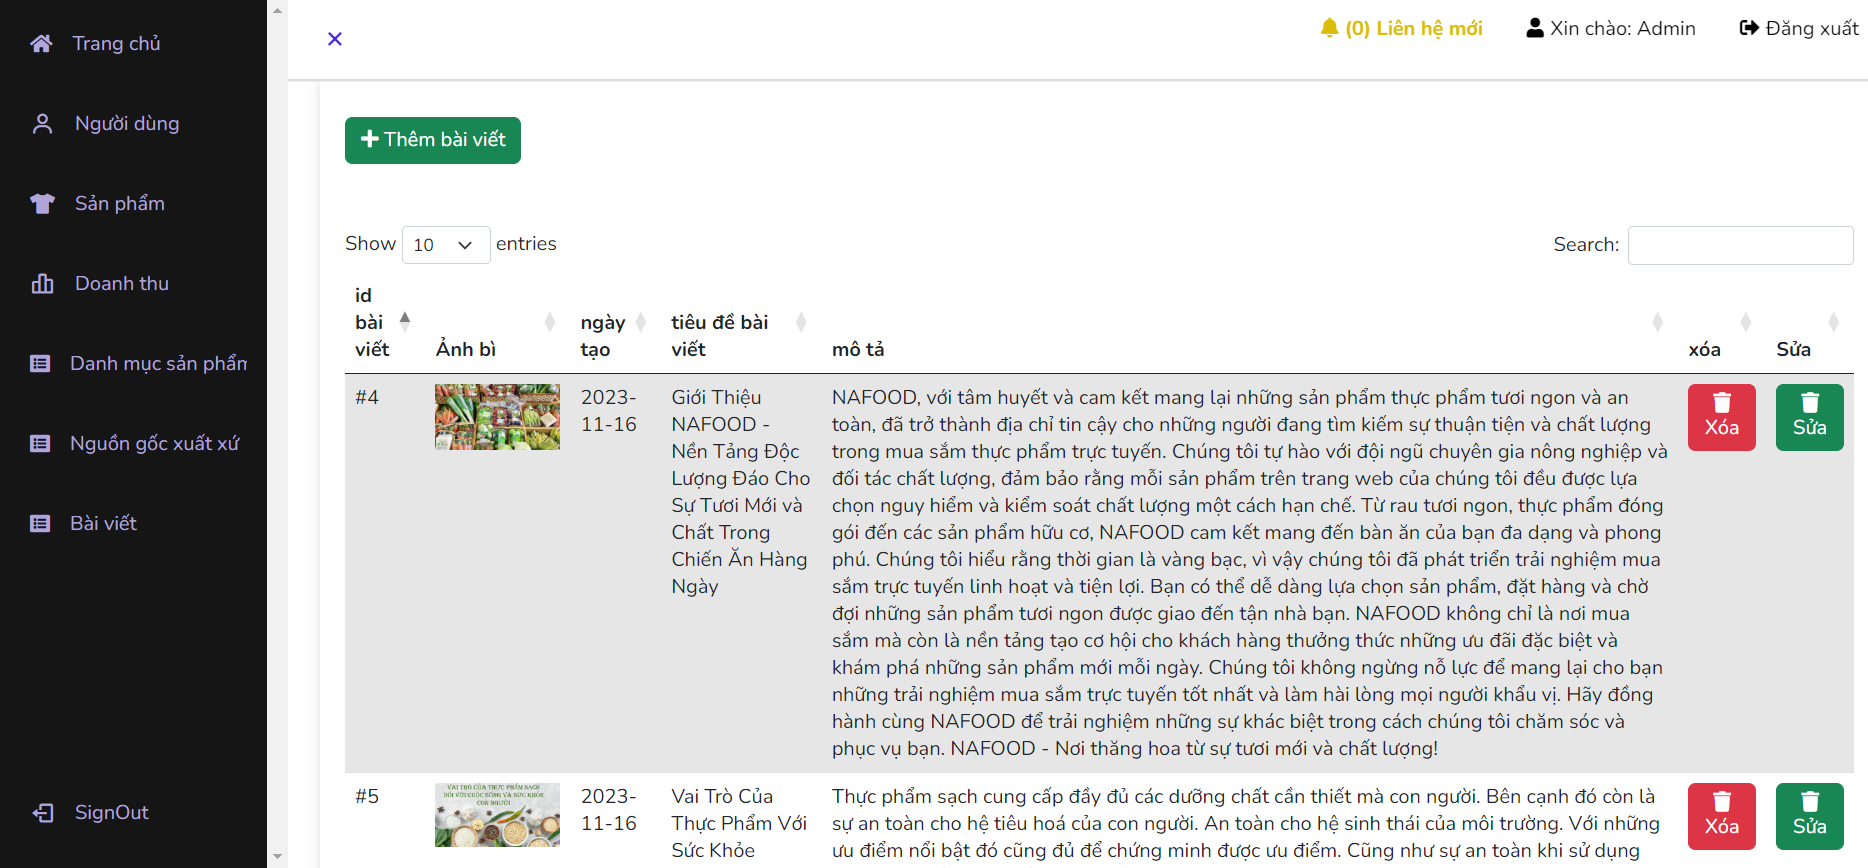 Trang chủ
Người dùng
Sản phẩm
Doanh thu
Danh mục sản phẩm
Nguồn gốc xuất xứ
Bài viết
SignOut
(0) Liên hệ mới
Xin chào: Admin
Đăng xuất
Thêm bài viết
Show 10 entries
Search:
id bài viết
Ảnh bì
ngày tạo
tiêu đề bài viết
mô tả
xóa
Sửa
#4
2023-
11-16
Giới Thiệu
NAFOOD -
Nền Tảng Độc
Lượng Đáo Cho
Sự Tươi Mới và
Chất Trong
Chiến Ăn Hàng
Ngày
NAFOOD, với tâm huyết và cam kết mang lại những sản phẩm thực phẩm tươi ngon và an
toàn, đã trở thành địa chỉ tin cậy cho những người đang tìm kiếm sự thuận tiện và chất lượng
trong mua sắm thực phẩm trực tuyến. Chúng tôi tự hào với đội ngũ chuyên gia nông nghiệp và
đối tác chất lượng, đảm bảo rằng mỗi sản phẩm trên trang web của chúng tôi đều được lựa
chọn nguy hiểm và kiểm soát chất lượng một cách hạn chế. Từ rau tươi ngon, thực phẩm đóng
gói đến các sản phẩm hữu cơ, NAFOOD cam kết mang đến bàn ăn của bạn đa dạng và phong
phú. Chúng tôi hiểu rằng thời gian là vàng bạc, vì vậy chúng tôi đã phát triển trải nghiệm mua
sắm trực tuyến linh hoạt và tiện lợi. Bạn có thể dễ dàng lựa chọn sản phẩm, đặt hàng và chờ
đợi những sản phẩm tươi ngon được giao đến tận nhà bạn. NAFOOD không chỉ là nơi mua
sắm mà còn là nền tảng tạo cơ hội cho khách hàng thưởng thức những ưu đãi đặc biệt và
khám phá những sản phẩm mới mỗi ngày. Chúng tôi không ngừng nỗ lực để mang lại cho bạn
những trải nghiệm mua sắm trực tuyến tốt nhất và làm hài lòng mọi người khẩu vị. Hãy đồng
hành cùng NAFOOD để trải nghiệm những sự khác biệt trong cách chúng tôi chăm sóc và
phục vụ bạn. NAFOOD - Nơi thăng hoa từ sự tươi mới và chất lượng!
Xóa
Sửa
#5
VAI TRÒ CỦA THỰC PHẨM SẠCH
ĐỐI VỚI CUỘC SỐNG VÀ SỨC KHỎE
CON NGƯỜI
2023-
11-16
Vai Trò Của
Thực Phẩm Với
Sức Khỏe
Thực phẩm sạch cung cấp đầy đủ các dưỡng chất cần thiết mà con người. Bên cạnh đó còn là
sự an toàn cho hệ tiêu hoá của con người. An toàn cho hệ sinh thái của môi trường. Với những
ưu điểm nổi bật đó cũng đủ để chứng minh được ưu điểm. Cũng như sự an toàn khi sử dụng
Xóa
Sửa